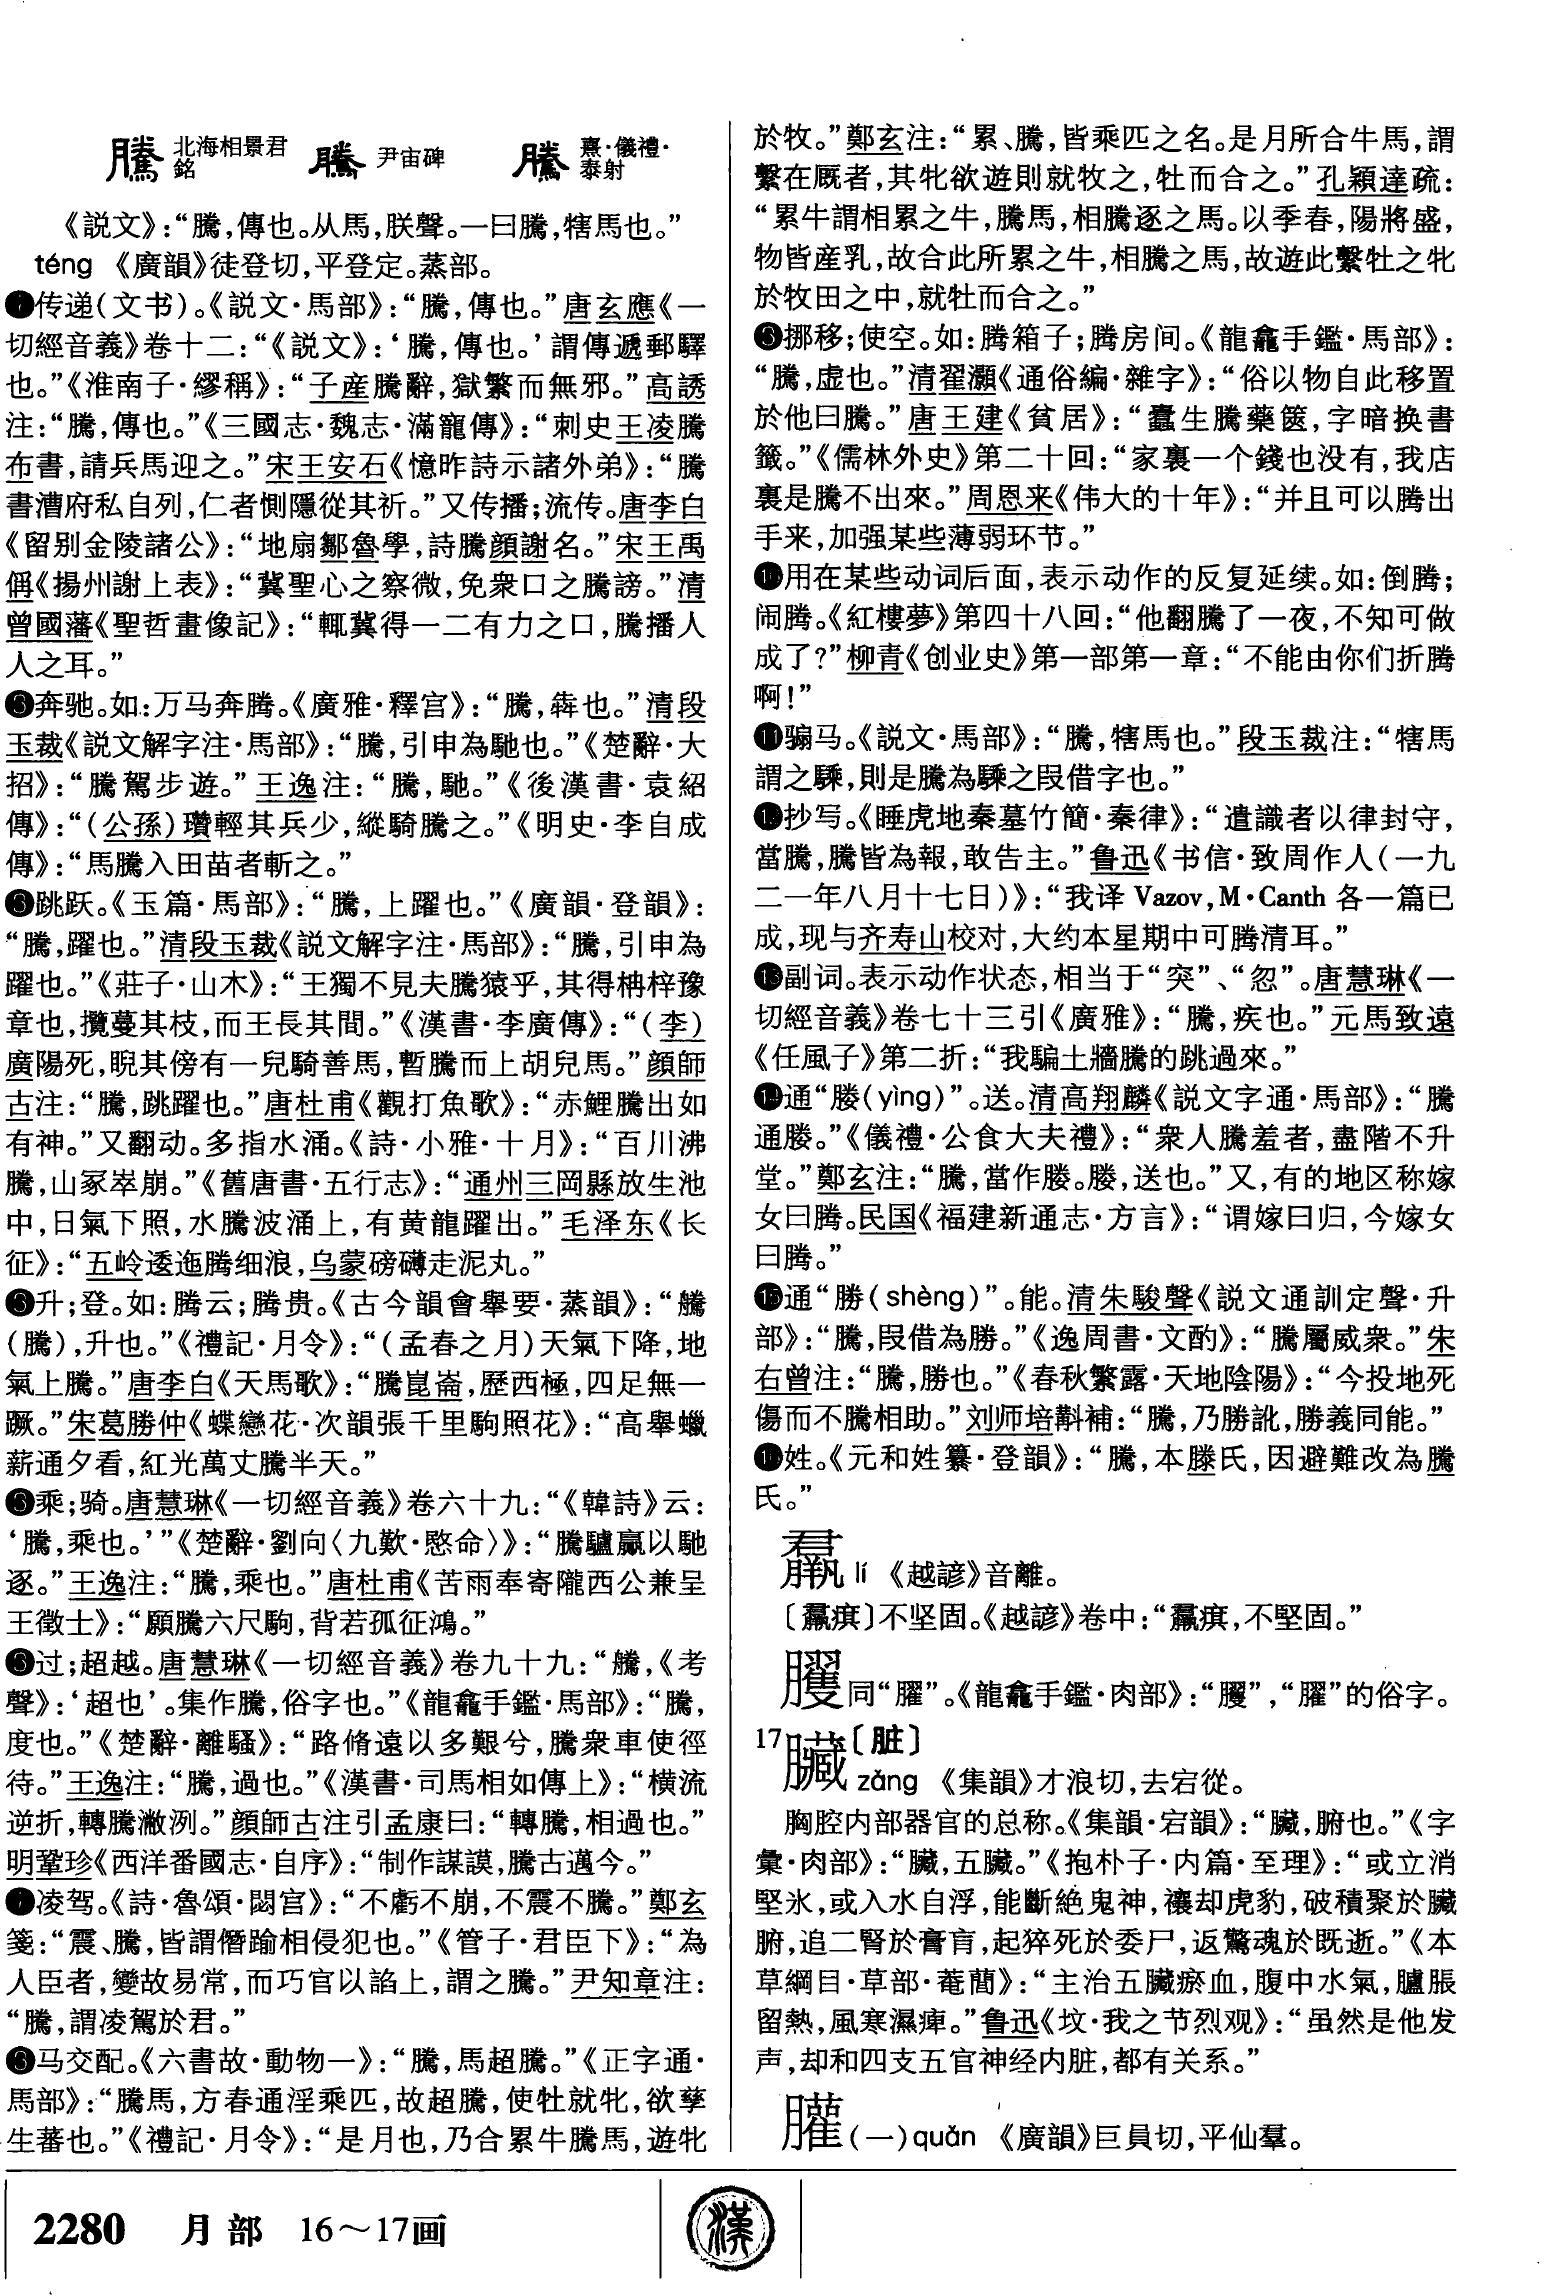 騰 北海相景君銘 騰 尹宙碑 騰 熹·儀禮·泰射
《説文》：“騰，傳也。从馬，朕聲。一曰騰，犗馬也。”
téng 《廣韻》徒登切，平登定。蒸部。
❶传递（文书）。《説文·馬部》：“騰，傳也。”唐玄應《一
切經音義》卷十二：“《説文》：‘騰，傳也。’謂傳遞郵驛
也。”《淮南子·繆稱》：“子産騰辭，獄繁而無邪。”高誘
注：“騰，傳也。”《三國志·魏志·滿寵傳》：“刺史王凌騰
布書，請兵馬迎之。”宋王安石《憶昨詩示諸外弟》：“騰
書漕府私自列，仁者惻隱從其祈。”又传播；流传。唐李白
《留别金陵諸公》：“地扇鄒魯學，詩騰顔謝名。”宋王禹
偁《揚州謝上表》：“冀聖心之察微，免衆口之騰謗。”清
曾國藩《聖哲畫像記》：“輒冀得一二有力之口，騰播人
人之耳。”
❷奔驰。如：万马奔腾。《廣雅·釋宫》：“騰，犇也。”清段
玉裁《説文解字注·馬部》：“騰，引申為馳也。”《楚辭·大
招》：“騰駕步遊。”王逸注：“騰，馳。”《後漢書·袁紹
傳》：“（公孫）瓚輕其兵少，縱騎騰之。”《明史·李自成
傳》：“馬騰入田苗者斬之。”
❸跳跃。《玉篇·馬部》：“騰，上躍也。”《廣韻·登韻》：
“騰，躍也。”清段玉裁《説文解字注·馬部》：“騰，引申為
躍也。”《莊子·山木》：“王獨不見夫騰猿乎，其得柟梓豫
章也，攬蔓其枝，而王長其間。”《漢書·李廣傳》：“（李）
廣陽死，睨其傍有一兒騎善馬，暫騰而上胡兒馬。”顔師
古注：“騰，跳躍也。”唐杜甫《觀打魚歌》：“赤鯉騰出如
有神。”又翻动。多指水涌。《詩·小雅·十月》：“百川沸
騰，山冢崒崩。”《舊唐書·五行志》：“通州三岡縣放生池
中，日氣下照，水騰波涌上，有黄龍躍出。”毛泽东《长
征》：“五岭逶迤腾细浪，乌蒙磅礴走泥丸。”
❹升；登。如：腾云；腾贵。《古今韻會舉要·蒸韻》：“騰
（騰），升也。”《禮記·月令》：“（孟春之月）天氣下降，地
氣上騰。”唐李白《天馬歌》：“騰崑崙，歷西極，四足無一
蹶。”宋葛勝仲《蝶戀花·次韻張千里駒照花》：“高舉蠟
薪通夕看，紅光萬丈騰半天。”
❺乘；骑。唐慧琳《一切經音義》卷六十九：“《韓詩》云：
‘騰，乘也。’”《楚辭·劉向〈九歎·愍命〉》：“騰驢驘以馳
逐。”王逸注：“騰，乘也。”唐杜甫《苦雨奉寄隴西公兼呈
王徵士》：“願騰六尺駒，背若孤征鴻。”
❻过；超越。唐慧琳《一切經音義》卷九十九：“騰，《考
聲》：‘超也’。集作騰，俗字也。”《龍龕手鑑·馬部》：“騰，
度也。”《楚辭·離騷》：“路脩遠以多艱兮，騰衆車使徑
待。”王逸注：“騰，過也。”《漢書·司馬相如傳上》：“横流
逆折，轉騰潎洌。”顔師古注引孟康曰：“轉騰，相過也。”
明鞏珍《西洋番國志·自序》：“制作謀謨，騰古邁今。”
❼凌驾。《詩·魯頌·閟宫》：“不虧不崩，不震不騰。”鄭玄
箋：“震、騰，皆謂僭踰相侵犯也。”《管子·君臣下》：“為
人臣者，變故易常，而巧官以諂上，謂之騰。”尹知章注：
“騰，謂凌駕於君。”
❽马交配。《六書故·動物一》：“騰，馬超騰。”《正字通·
馬部》：“騰馬，方春通淫乘匹，故超騰，使牡就牝，欲孳
生蕃也。”《禮記·月令》：“是月也，乃合累牛騰馬，遊牝
於牧。”鄭玄注：“累、騰，皆乘匹之名。是月所合牛馬，謂
繫在厩者，其牝欲遊則就牧之，牡而合之。”孔穎達疏：
“累牛謂相累之牛，騰馬，相騰逐之馬。以季春，陽將盛，
物皆産乳，故合此所累之牛，相騰之馬，故遊此繫牡之牝
於牧田之中，就牡而合之。”
❾挪移；使空。如：腾箱子；腾房间。《龍龕手鑑·馬部》：
“騰，虚也。”清翟灝《通俗編·雜字》：“俗以物自此移置
於他曰騰。”唐王建《貧居》：“蠹生騰藥篋，字暗换書
籤。”《儒林外史》第二十回：“家裏一个錢也没有，我店
裏是騰不出來。”周恩来《伟大的十年》：“并且可以腾出
手来，加强某些薄弱环节。”
❿用在某些动词后面，表示动作的反复延续。如：倒腾；
闹腾。《紅樓夢》第四十八回：“他翻騰了一夜，不知可做
成了？”柳青《创业史》第一部第一章：“不能由你们折腾
啊！”
⓫骟马。《説文·馬部》：“騰，犗馬也。”段玉裁注：“犗馬
謂之騬，則是騰為騬之叚借字也。”
⓬抄写。《睡虎地秦墓竹簡·秦律》：“遣識者以律封守，
當騰，騰皆為報，敢告主。”鲁迅《书信·致周作人（一九
二一年八月十七日）》：“我译 Vazov，M·Canth 各一篇已
成，现与齐寿山校对，大约本星期中可腾清耳。”
⓭副词。表示动作状态，相当于“突”、“忽”。唐慧琳《一
切經音義》卷七十三引《廣雅》：“騰，疾也。”元馬致遠
《任風子》第二折：“我騙土牆騰的跳過來。”
⓮通“媵（yìng）”。送。清高翔麟《説文字通·馬部》：“騰
通媵。”《儀禮·公食大夫禮》：“衆人騰羞者，盡階不升
堂。”鄭玄注：“騰，當作媵。媵，送也。”又，有的地区称嫁
女曰腾。民国《福建新通志·方言》：“谓嫁曰归，今嫁女
曰腾。”
⓯通“勝（shèng）”。能。清朱駿聲《説文通訓定聲·升
部》：“騰，叚借為勝。”《逸周書·文酌》：“騰屬威衆。”朱
右曾注：“騰，勝也。”《春秋繁露·天地陰陽》：“今投地死
傷而不騰相助。”刘师培斠補：“騰，乃勝訛，勝義同能。”
⓰姓。《元和姓纂·登韻》：“騰，本滕氏，因避難改為騰
氏。”
lí 《越諺》音離。
不坚固。《越諺》卷中：“不堅固。”
同“臞”。《龍龕手鑑·肉部》：“臞”的俗字。
17 臟〔脏〕
zāng 《集韻》才浪切，去宕從。
胸腔内部器官的总称。《集韻·宕韻》：“臟，腑也。”《字
彙·肉部》：“臟，五臟。”《抱朴子·内篇·至理》：“或立消
堅氷，或入水自浮，能斷絶鬼神，禳却虎豹，破積聚於臟
腑，追二腎於膏肓，起猝死於委尸，返驚魂於既逝。”《本
草綱目·草部·菴䕡》：“主治五臟瘀血，腹中水氣，臚脹
留熱，風寒濕痺。”鲁迅《坟·我之节烈观》：“虽然是他发
声，却和四支五官神经内脏，都有关系。”
臛（一）quǎn 《廣韻》巨員切，平仙羣。
2280 月部 16～17画
漢